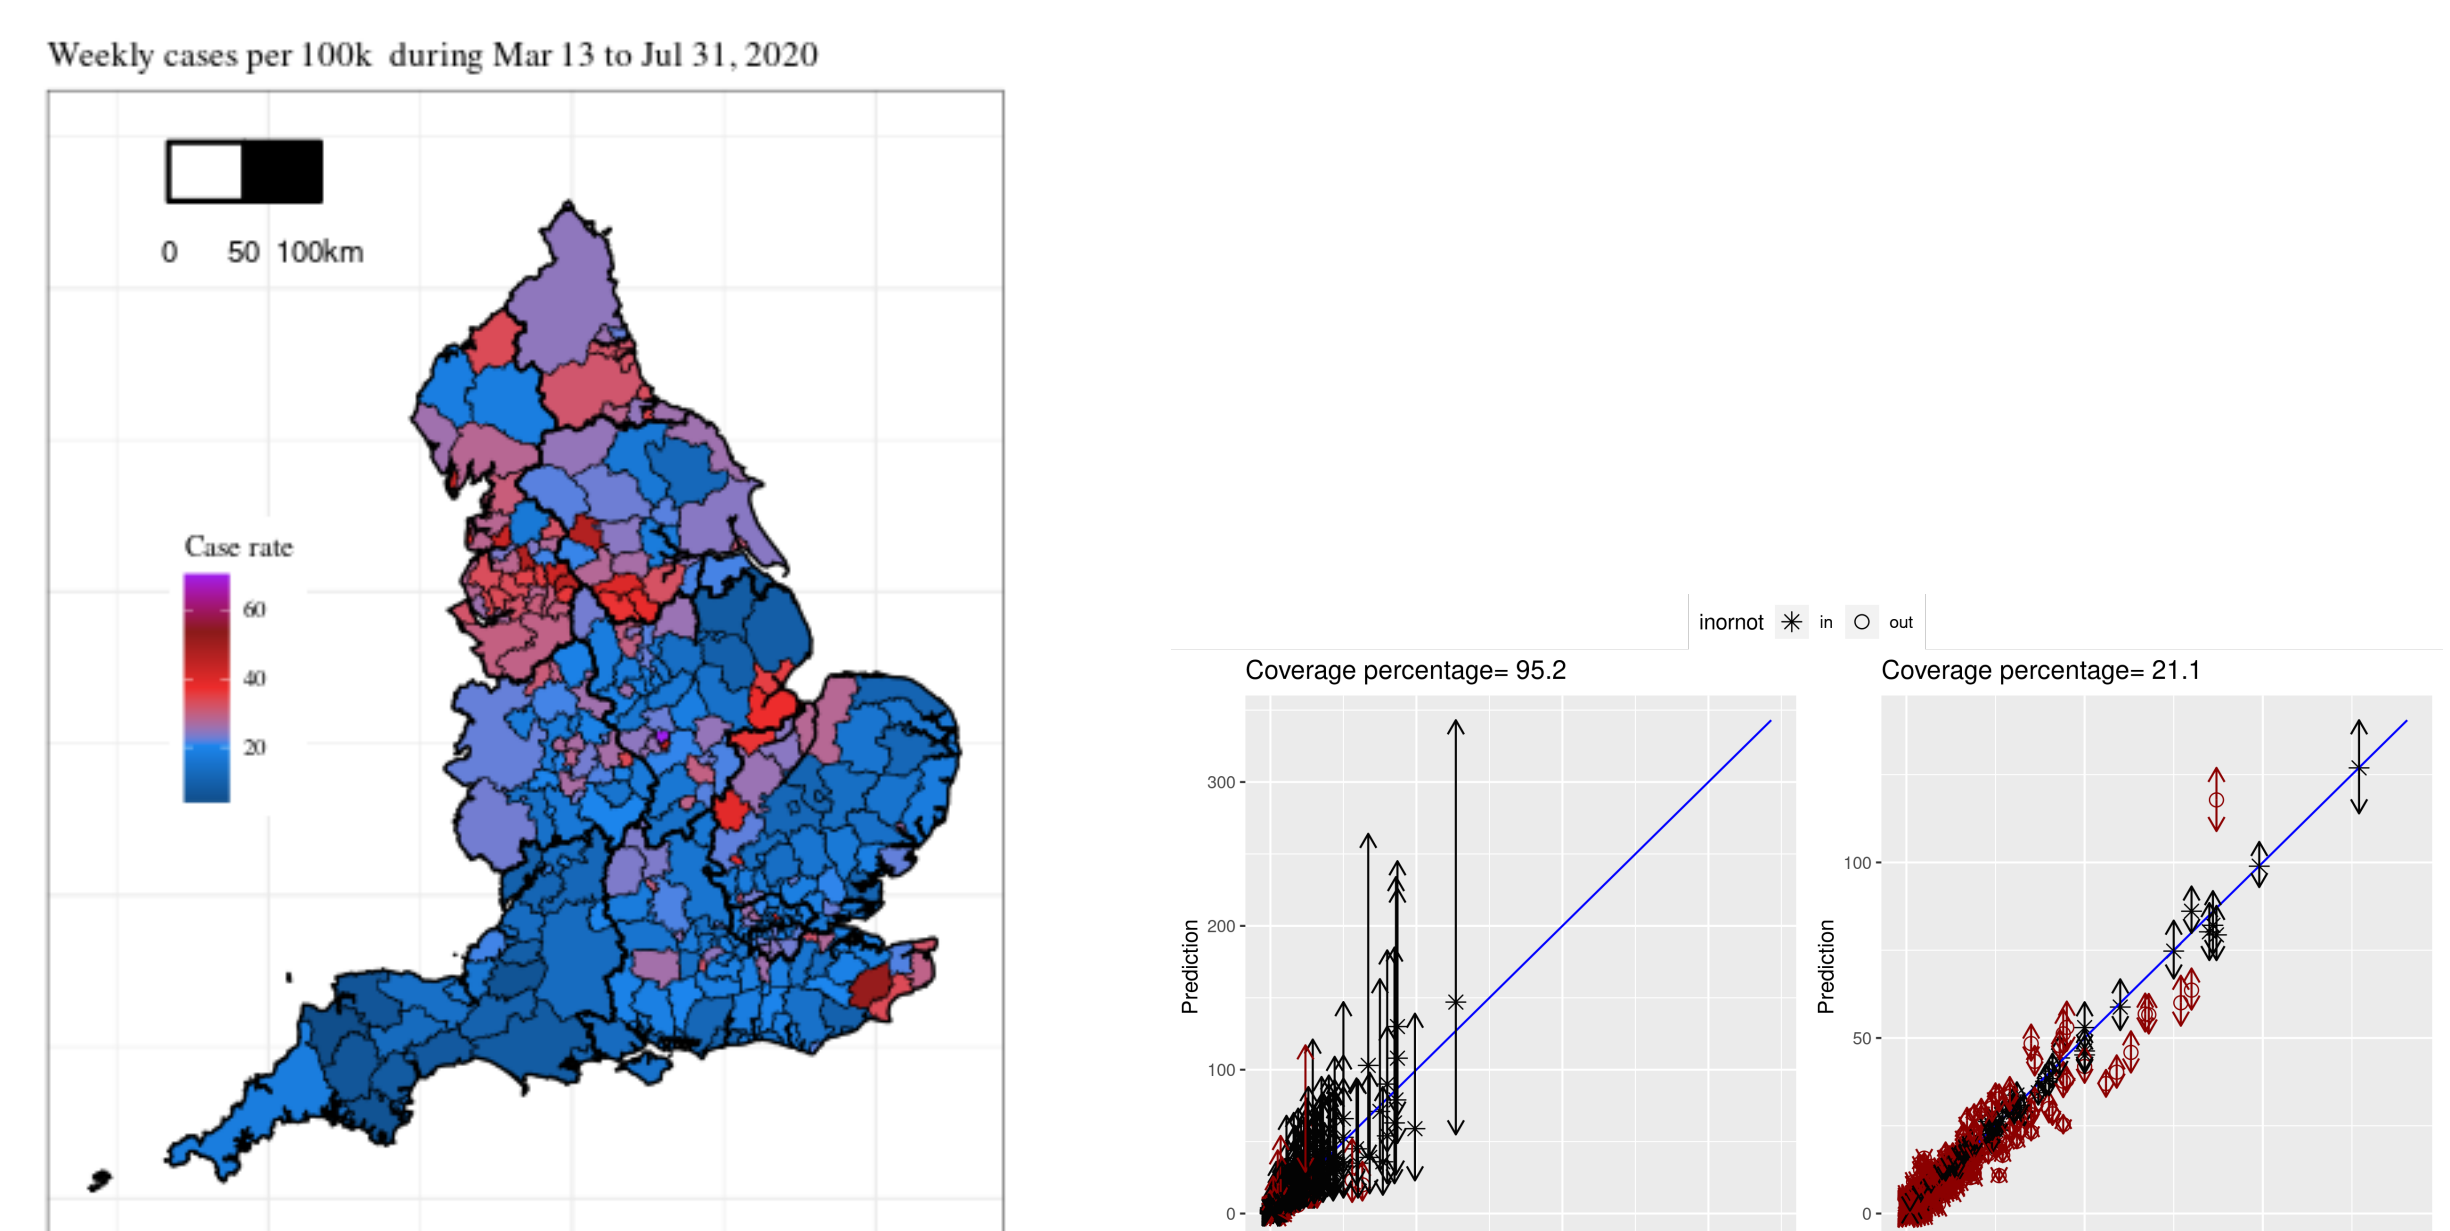 Weekly cases per 100k during Mar 13 to Jul 31, 2020
0 50 100km
Case rate
60
40
20
inornot in out
Coverage percentage= 95.2
Prediction
300
200
100
0
Coverage percentage= 21.1
Prediction
100
50
0